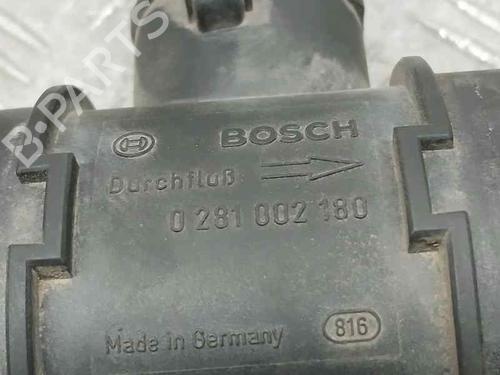 BOSCH
Durchfluß
0 281 002 180
Made in Germany
816
B-PARTS